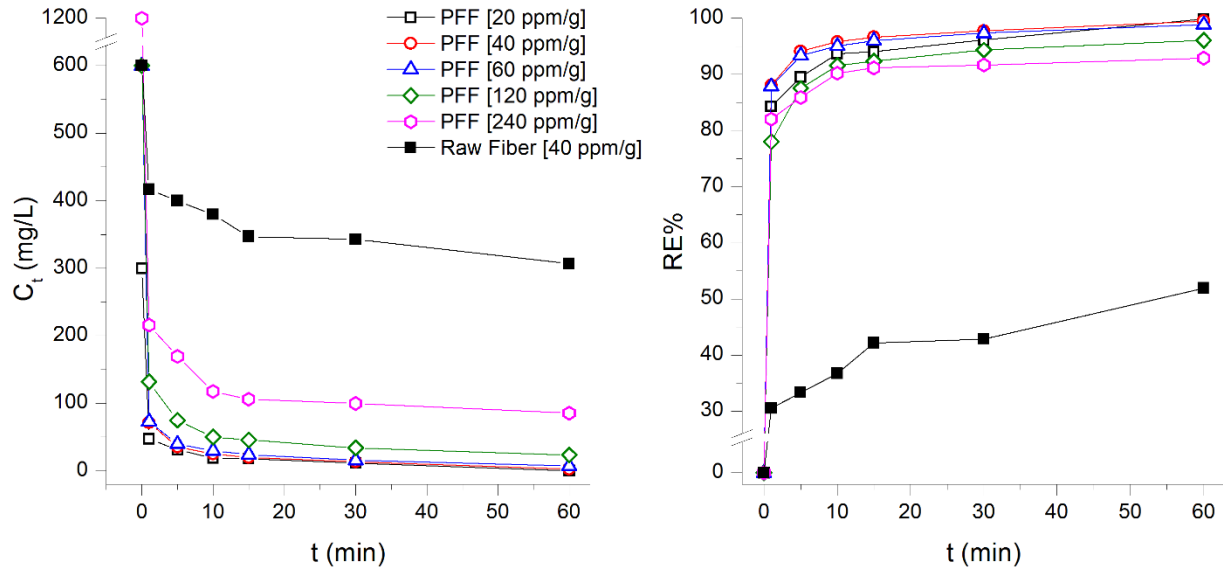 1200
600
500
400
300
200
100
0
C_t (mg/L)
0 10 20 30 40 50 60
t (min)
PFF [20 ppm/g]
PFF [40 ppm/g]
PFF [60 ppm/g]
PFF [120 ppm/g]
PFF [240 ppm/g]
Raw Fiber [40 ppm/g]
100
90
80
70
60
50
40
30
0
RE%
0 10 20 30 40 50 60
t (min)